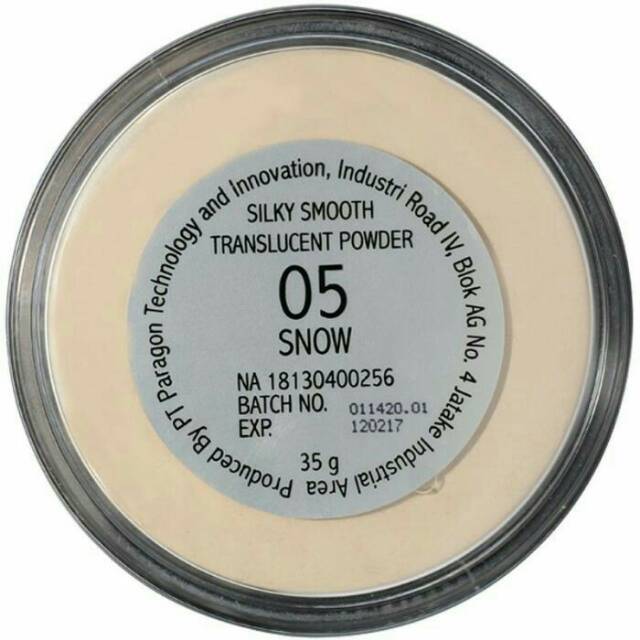 Produced By PT Paragon Technology and Innovation, Industri Road IV, Blok AG No. 4 Jatake Industrial Area
SILKY SMOOTH
TRANSLUCENT POWDER
05
SNOW
NA 18130400256
BATCH NO. 011420.01
EXP. 120217
35 g